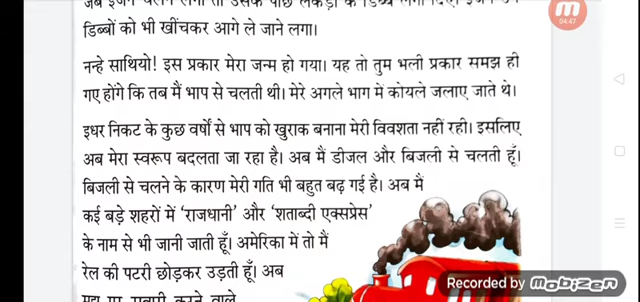 डिब्बों को भी खींचकर आगे ले जाने लगा।
नन्हे साथियो! इस प्रकार मेरा जन्म हो गया। यह तो तुम भली प्रकार समझ ही
गए होंगे कि तब मैं भाप से चलती थी। मेरे अगले भाग में कोयले जलाए जाते थे।
इधर निकट के कुछ वर्षों से भाप को खुराक बनाना मेरी विवशता नहीं रही। इसलिए
अब मेरा स्वरूप बदलता जा रहा है। अब मैं डीजल और बिजली से चलती हूँ।
बिजली से चलने के कारण मेरी गति भी बहुत बढ़ गई है। अब मैं
कई बड़े शहरों में 'राजधानी' और 'शताब्दी एक्सप्रेस'
के नाम से भी जानी जाती हूँ। अमेरिका में तो मैं
रेल की पटरी छोड़कर उड़ती हूँ। अब
04:47
Recorded by Mobizen